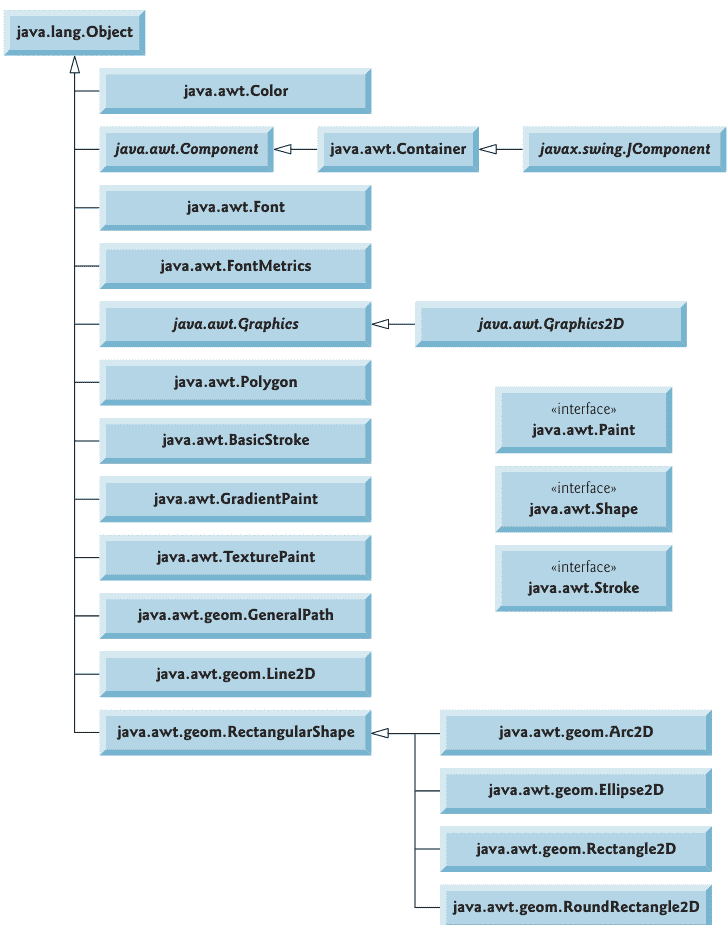 java.lang.Object
java.awt.Color
java.awt.Component
java.awt.Container
javax.swing.JComponent
java.awt.Font
java.awt.FontMetrics
java.awt.Graphics
java.awt.Graphics2D
java.awt.Polygon
«interface»
java.awt.Paint
java.awt.BasicStroke
java.awt.GradientPaint
«interface»
java.awt.Shape
java.awt.TexturePaint
«interface»
java.awt.Stroke
java.awt.geom.GeneralPath
java.awt.geom.Line2D
java.awt.geom.RectangularShape
java.awt.geom.Arc2D
java.awt.geom.Ellipse2D
java.awt.geom.Rectangle2D
java.awt.geom.RoundRectangle2D